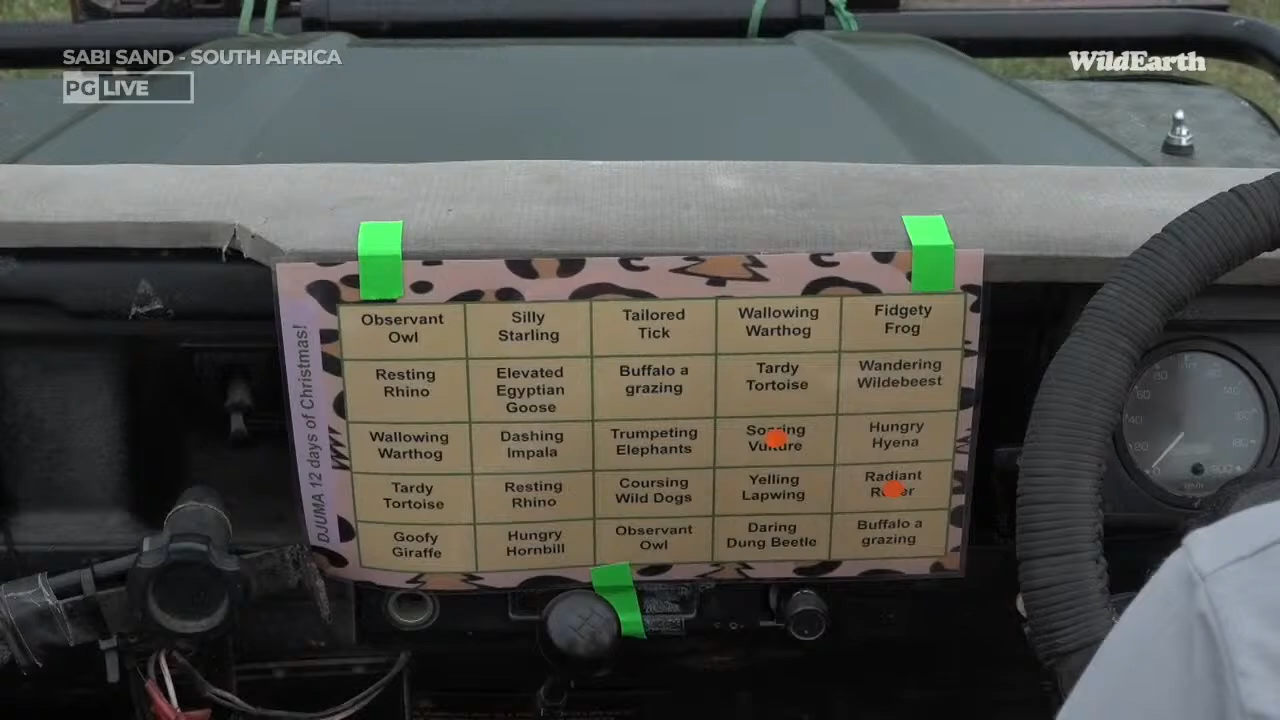 SABI SAND - SOUTH AFRICA
PG LIVE
WildEarth
DJUMA 12 days of Christmas!
Observant
Owl
Silly
Starling
Tailored
Tick
Wallowing
Warthog
Fidgety
Frog
Resting
Rhino
Elevated
Egyptian
Goose
Buffalo a
grazing
Tardy
Tortoise
Wandering
Wildebeest
Wallowing
Warthog
Dashing
Impala
Trumpeting
Elephants
Soaring
Vulture
Hungry
Hyena
Tardy
Tortoise
Resting
Rhino
Coursing
Wild Dogs
Yelling
Lapwing
Radiant
Goofy
Giraffe
Hungry
Hornbill
Observant
Owl
Daring
Dung Beetle
Buffalo a
grazing